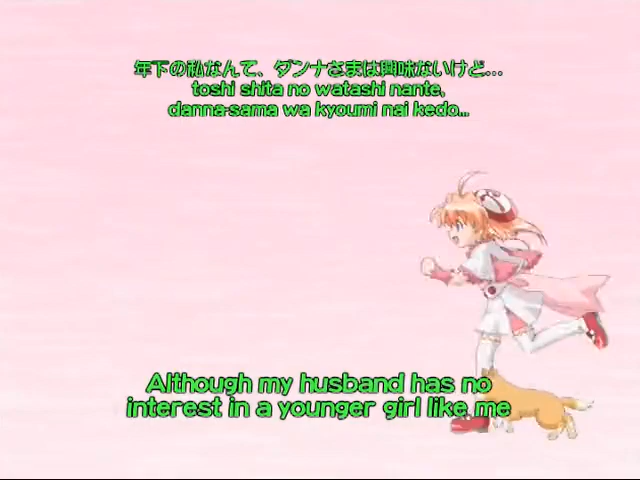 年下の私なんて、ダンナさまは興味ないけど…
toshi shita no watashi nante,
danna-sama wa kyoumi nai kedo...
Although my husband has no
interest in a younger girl like me